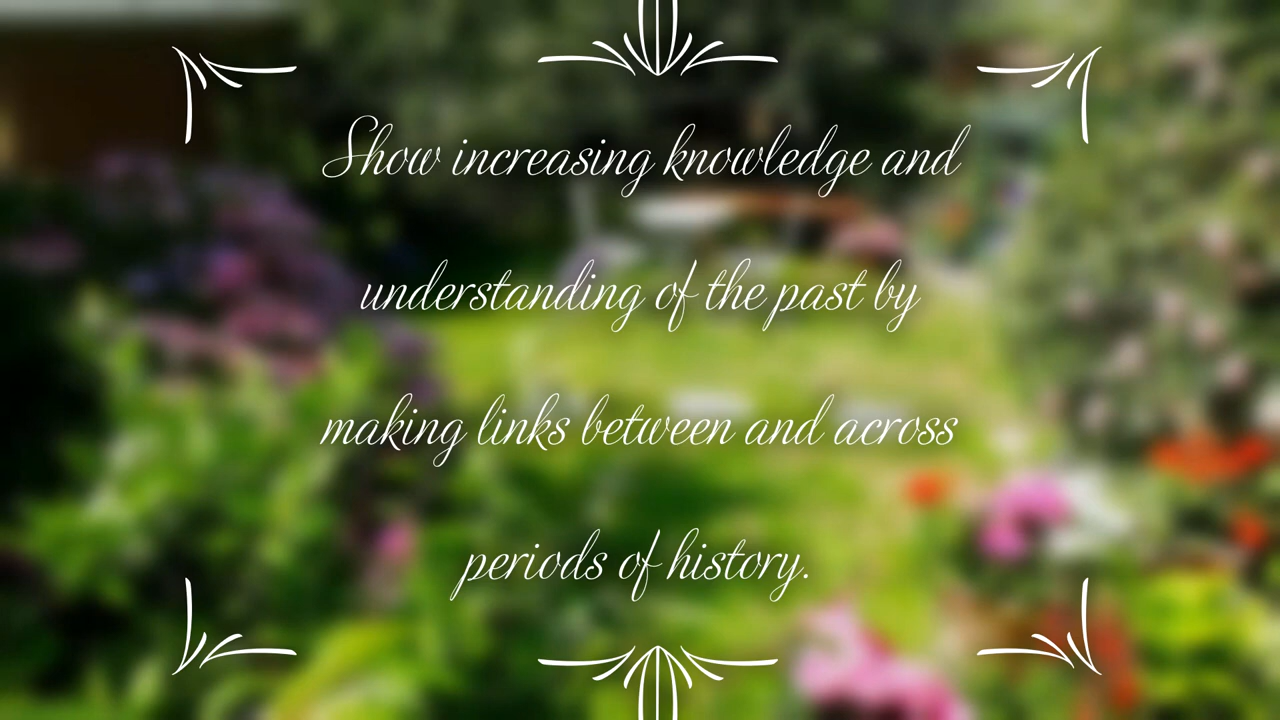 Show increasing knowledge and
understanding of the past by
making links between and across
periods of history.